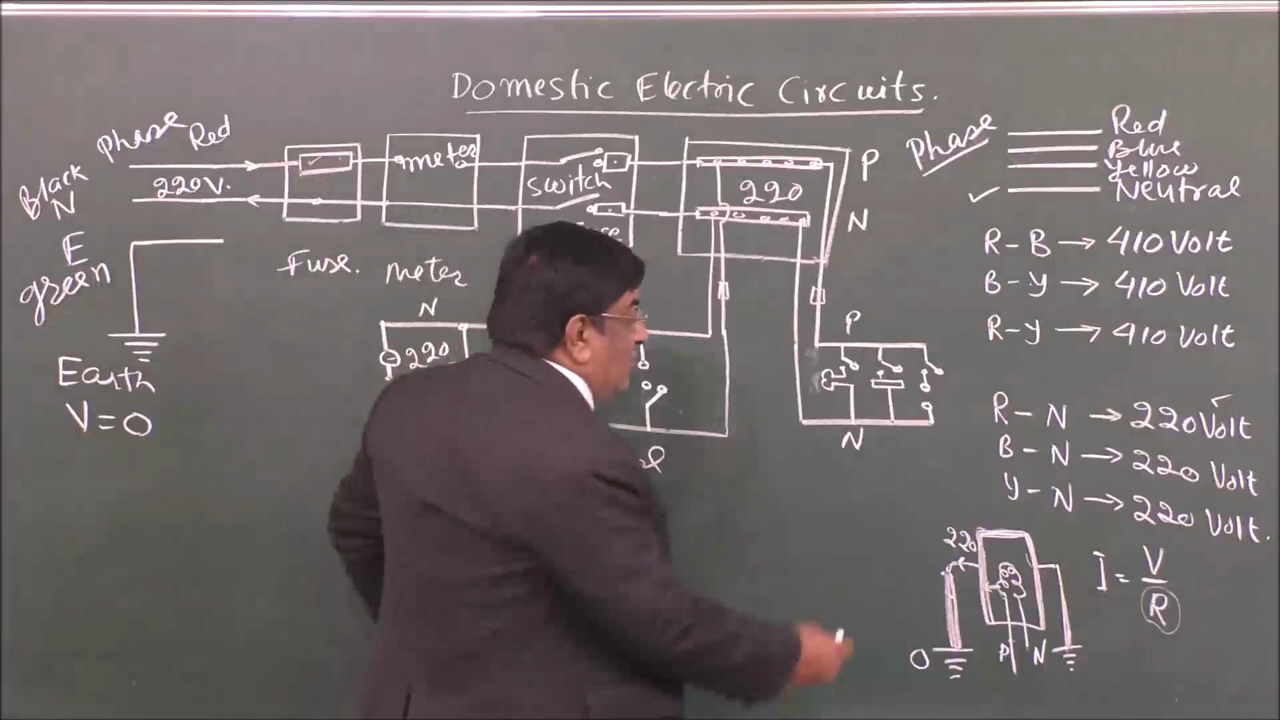 Domestic Electric Circuits.
Phase Red
Black
N
220V.
E
green
Earth
V=0
Fuse.
meter
switch
meter
N
220
220
P
N
P
N
Phase
Red
Blue
Yellow
Neutral
R-B → 410 Volt
B-Y → 410 Volt
R-Y → 410 Volt
R-N → 220 Volt
B-N → 220 Volt
Y-N → 220 Volt.
220
0
P N
I = V/R